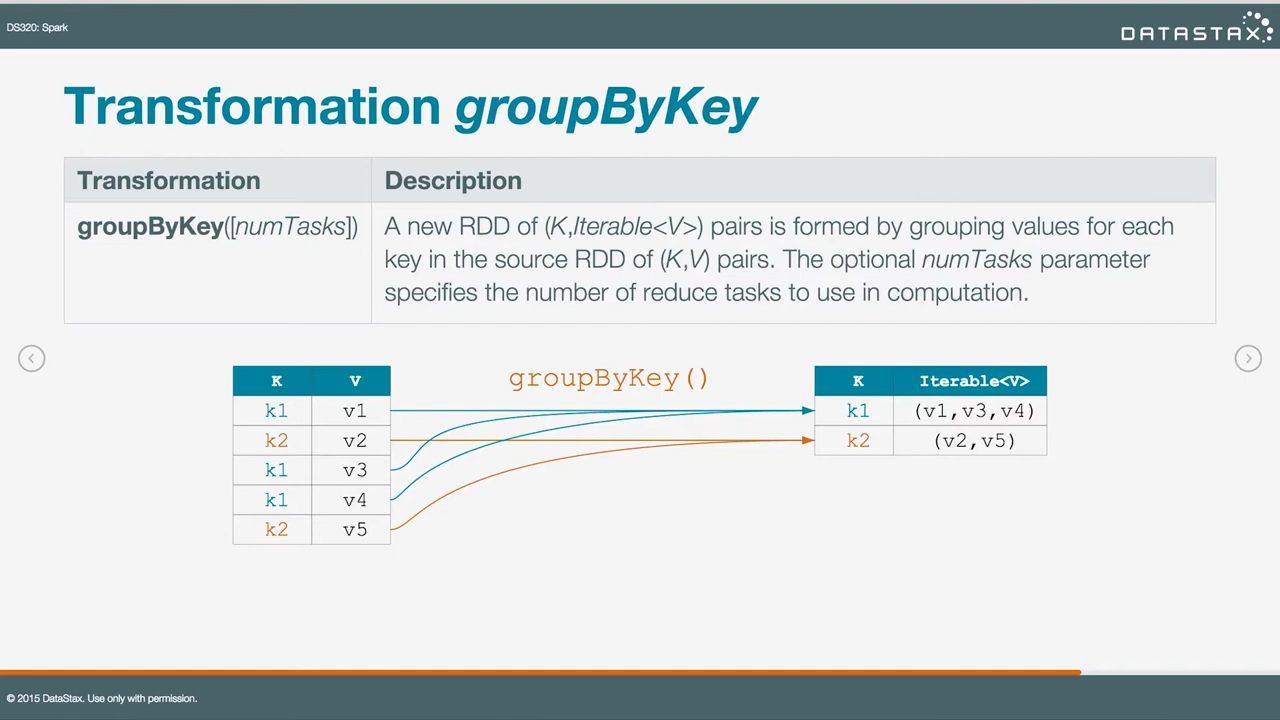 DS320: Spark
DATASTAX
Transformation groupByKey
Transformation Description
groupByKey([numTasks]) A new RDD of (K,Iterable<V>) pairs is formed by grouping values for each
key in the source RDD of (K,V) pairs. The optional numTasks parameter
specifies the number of reduce tasks to use in computation.
groupByKey()
K V
k1 v1
k2 v2
k1 v3
k1 v4
k2 v5
K Iterable<V>
k1 (v1,v3,v4)
k2 (v2,v5)
© 2015 DataStax. Use only with permission.